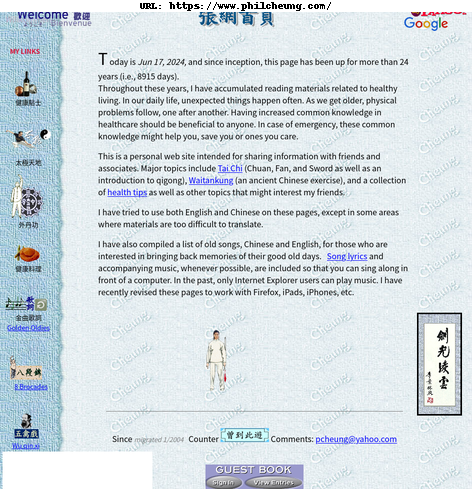 URL: https://www.philcheung.com/
Welcome 歡迎
ようこそ Bienvenue
張網首頁
Google
MY LINKS
健康貼士
太極天地
外丹功
健康料理
歌詞
金曲歌詞
Golden Oldies
八段錦
8 Brocades
五禽戲
Wu qin xi
Today is Jun 17, 2024, and since inception, this page has been up for more than 24
years (i.e., 8915 days).
Throughout these years, I have accumulated reading materials related to healthy
living. In our daily life, unexpected things happen often. As we get older, physical
problems follow, one after another. Having increased common knowledge in
healthcare should be beneficial to anyone. In case of emergency, these common
knowledge might help you, save you or ones you care.
This is a personal web site intended for sharing information with friends and
associates. Major topics include Tai Chi (Chuan, Fan, and Sword as well as an
introduction to qigong), Waitankung (an ancient Chinese exercise), and a collection
of health tips as well as other topics that might interest my friends.
I have tried to use both English and Chinese on these pages, except in some areas
where materials are too difficult to translate.
I have also compiled a list of old songs, Chinese and English, for those who are
interested in bringing back memories of their good old days. Song lyrics and
accompanying music, whenever possible, are included so that you can sing along in
front of a computer. In the past, only Internet Explorer users can play music. I have
recently revised these pages to work with Firefox, iPads, iPhones, etc.
Since migrated 1/2004 Counter 曾到此遊 Comments: pcheung@yahoo.com
GUEST BOOK
Sign In View Entries